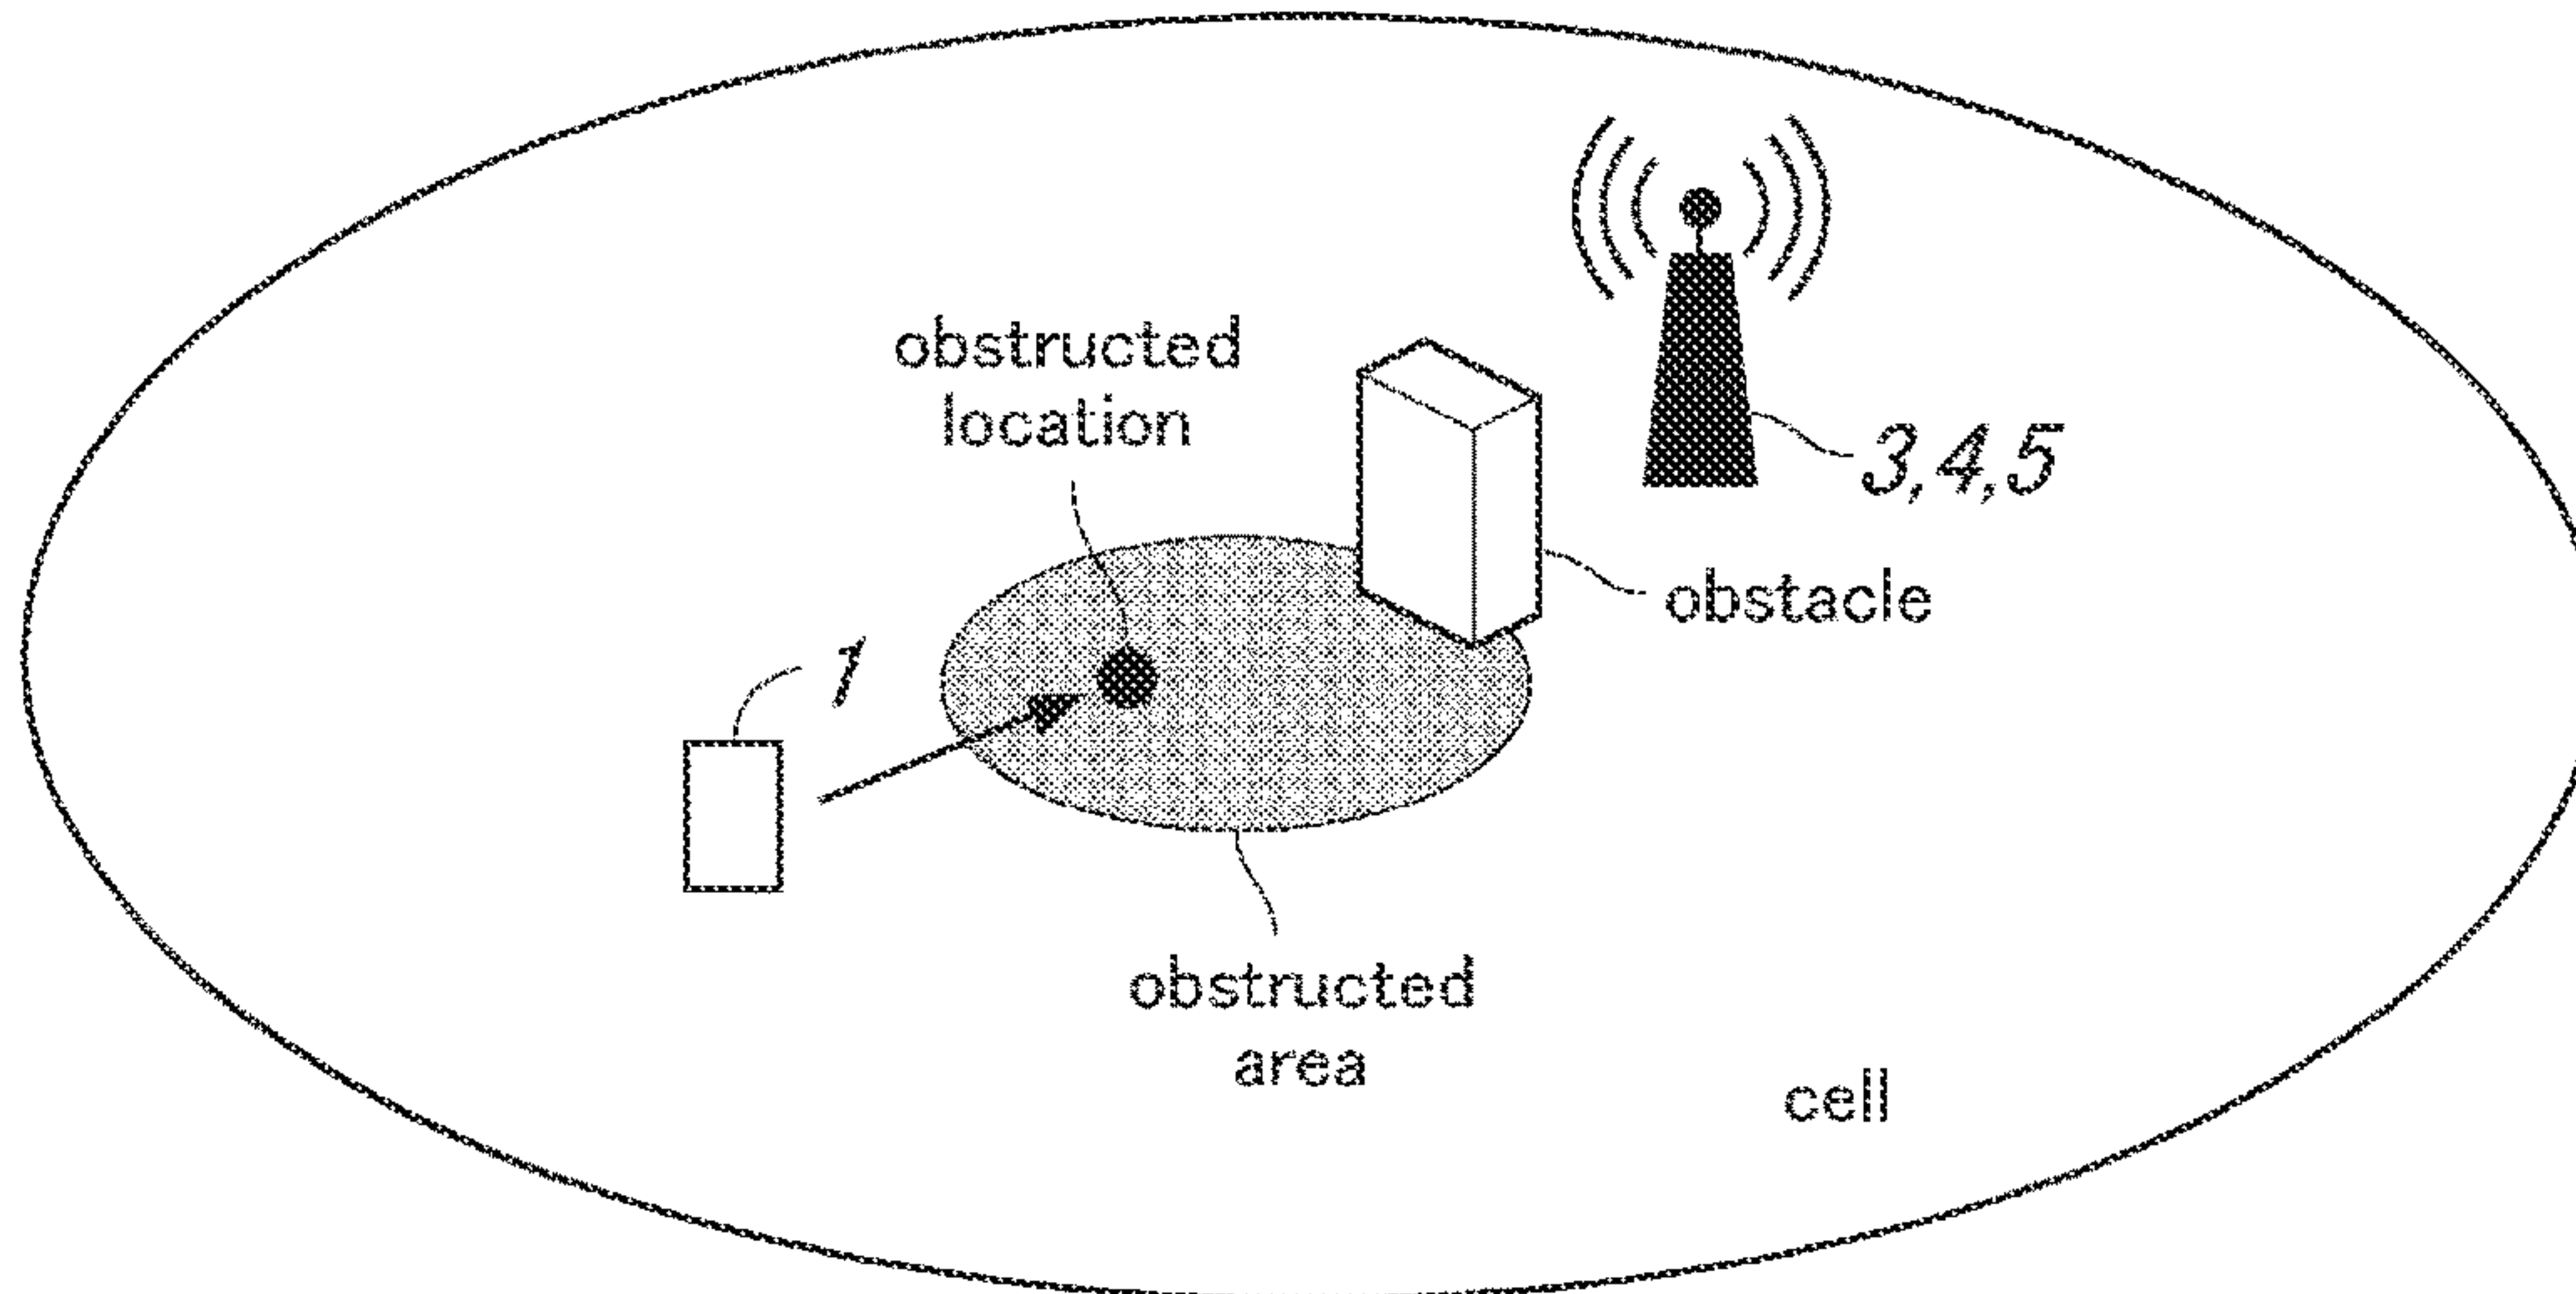 obstructed
location
3,4,5
obstacle
1
obstructed
area
cell